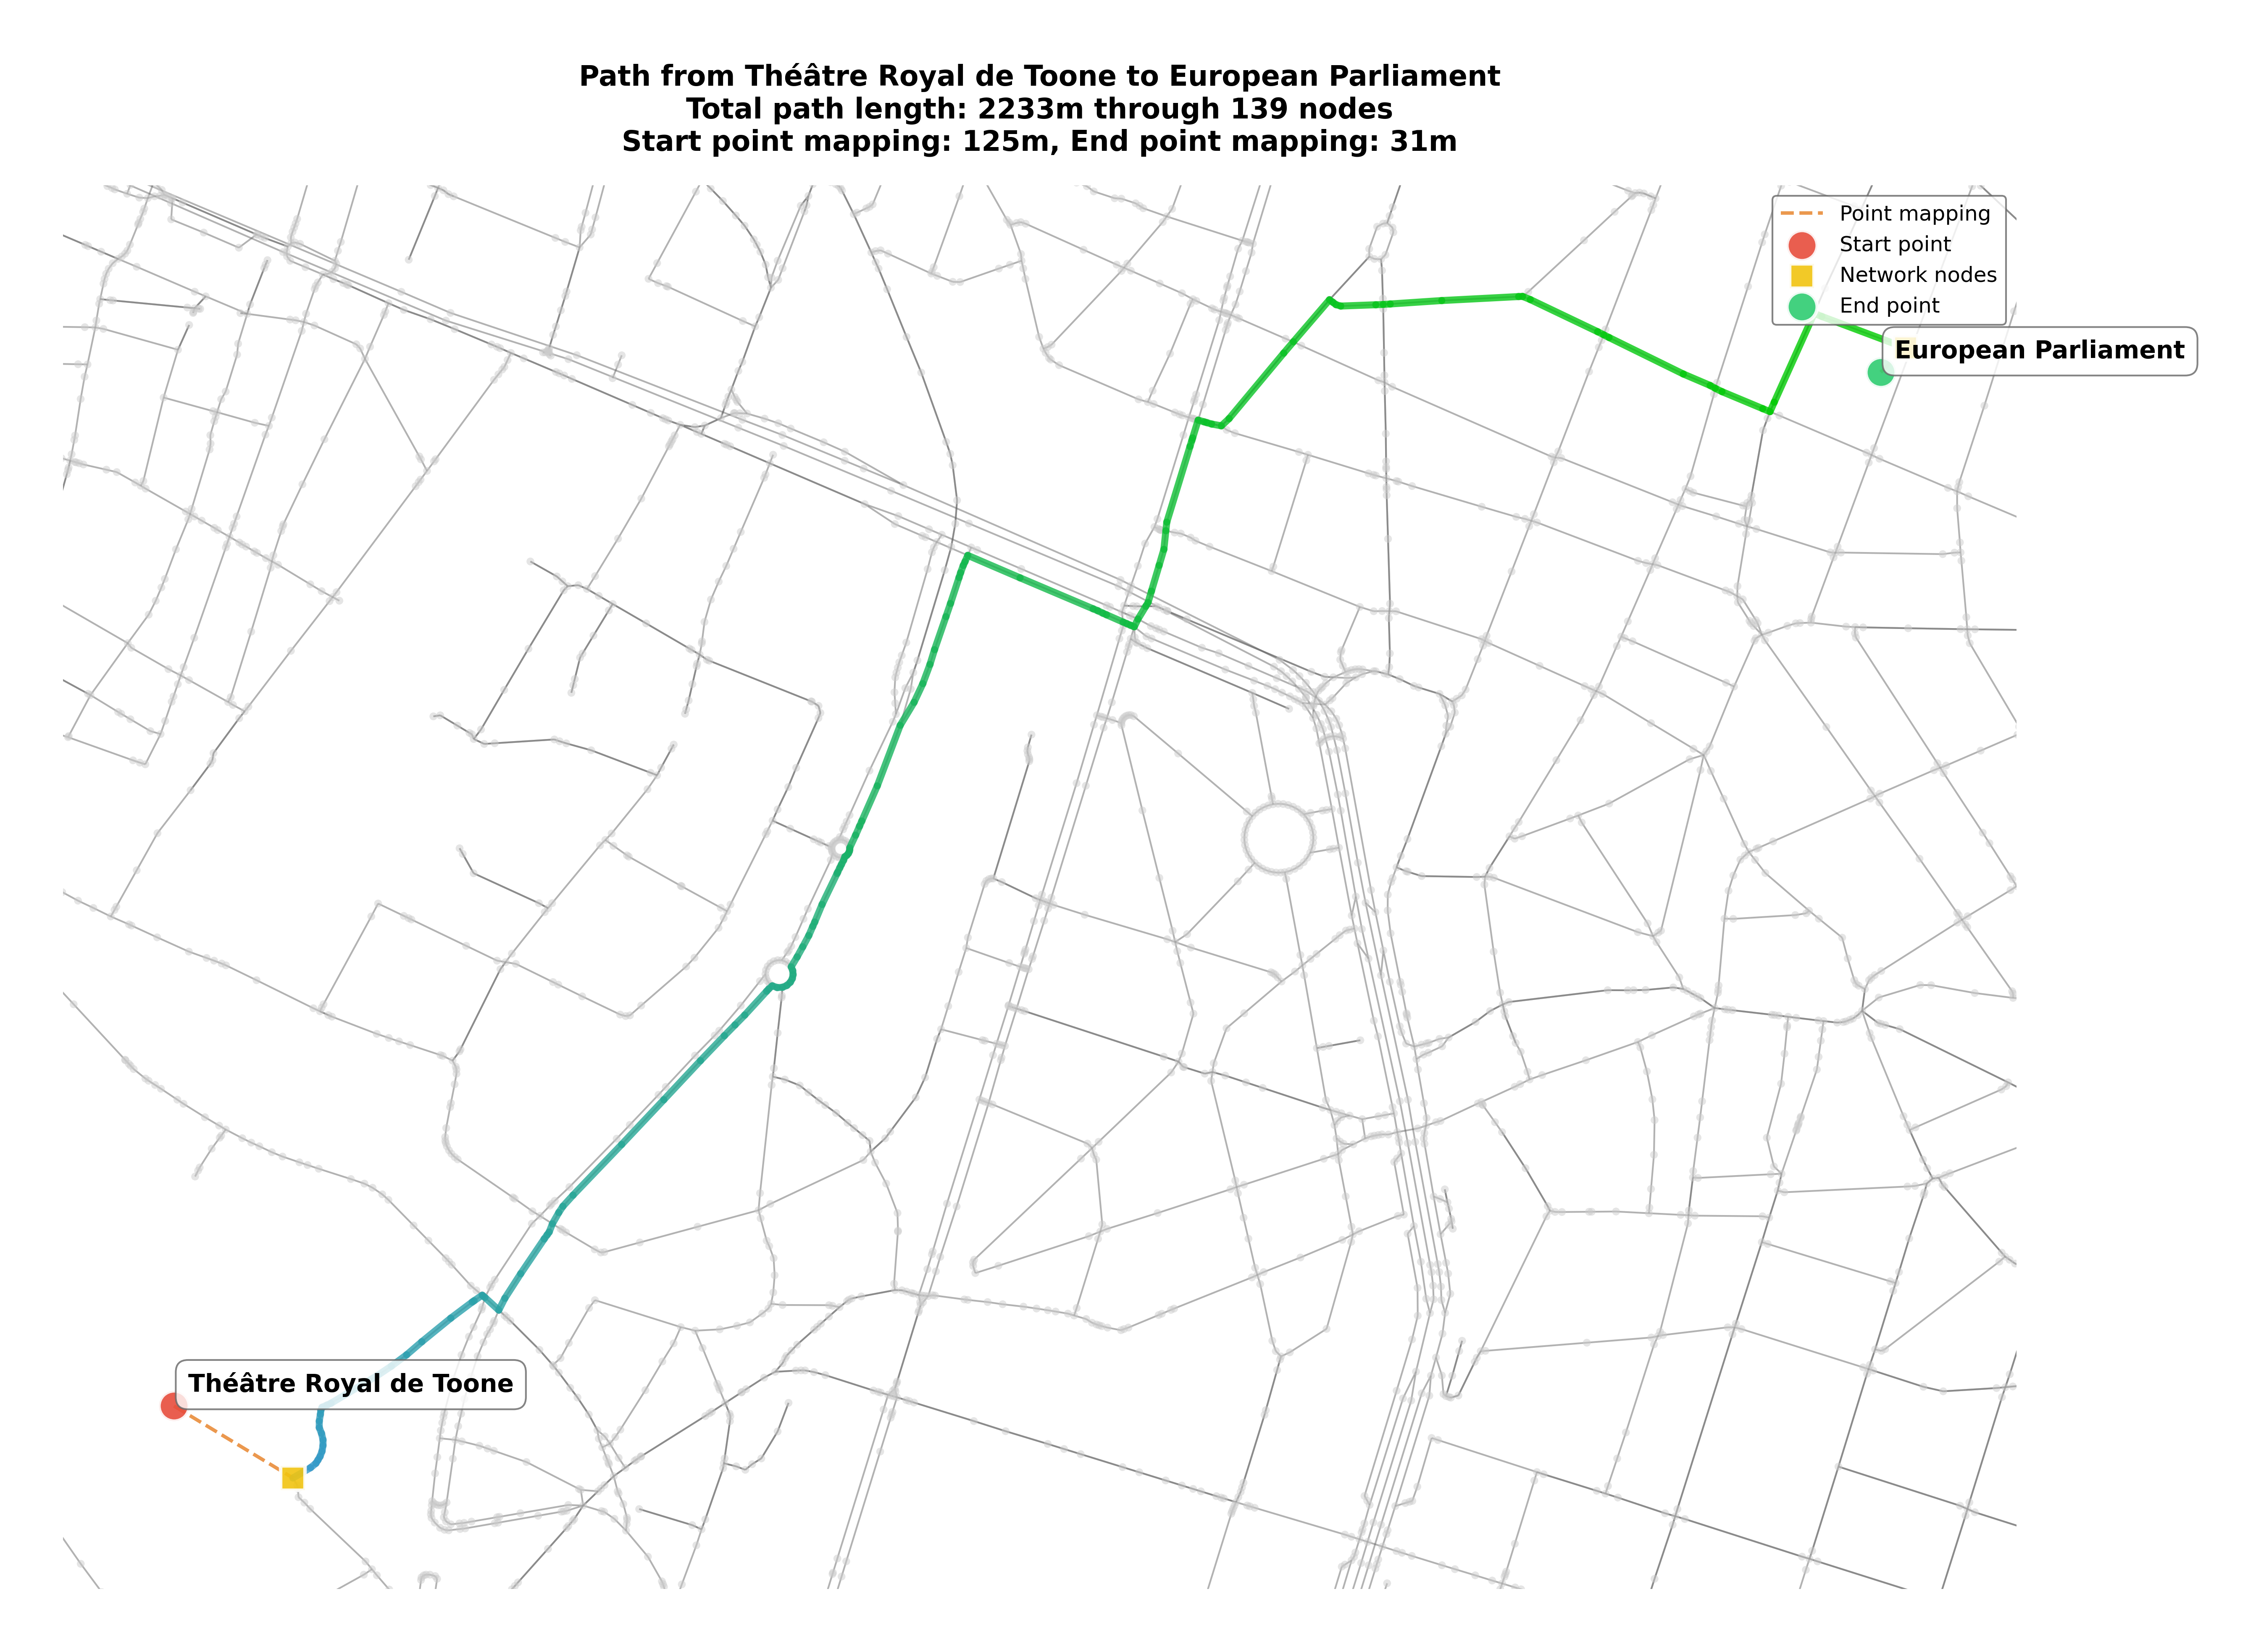 Path from Théâtre Royal de Toone to European Parliament
Total path length: 2233m through 139 nodes
Start point mapping: 125m, End point mapping: 31m
Point mapping
Start point
Network nodes
End point
European Parliament
Théâtre Royal de Toone